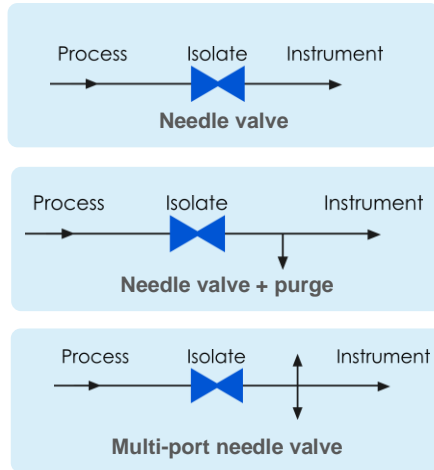 Process Isolate Instrument
Needle valve
Process Isolate Instrument
Needle valve + purge
Process Isolate Instrument
Multi-port needle valve